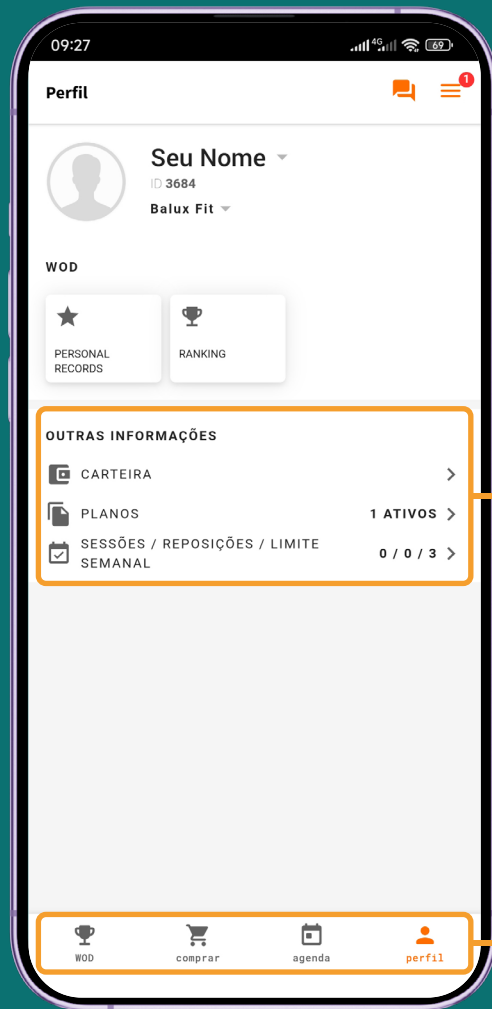 09:27
4G
69
Perfil
1
Seu Nome
ID 3684
Balux Fit
WOD
PERSONAL
RECORDS
RANKING
OUTRAS INFORMAÇÕES
CARTEIRA
PLANOS
1 ATIVOS
SESSÕES / REPOSIÇÕES / LIMITE
SEMANAL
0 / 0 / 3
WOD
comprar
agenda
perfil